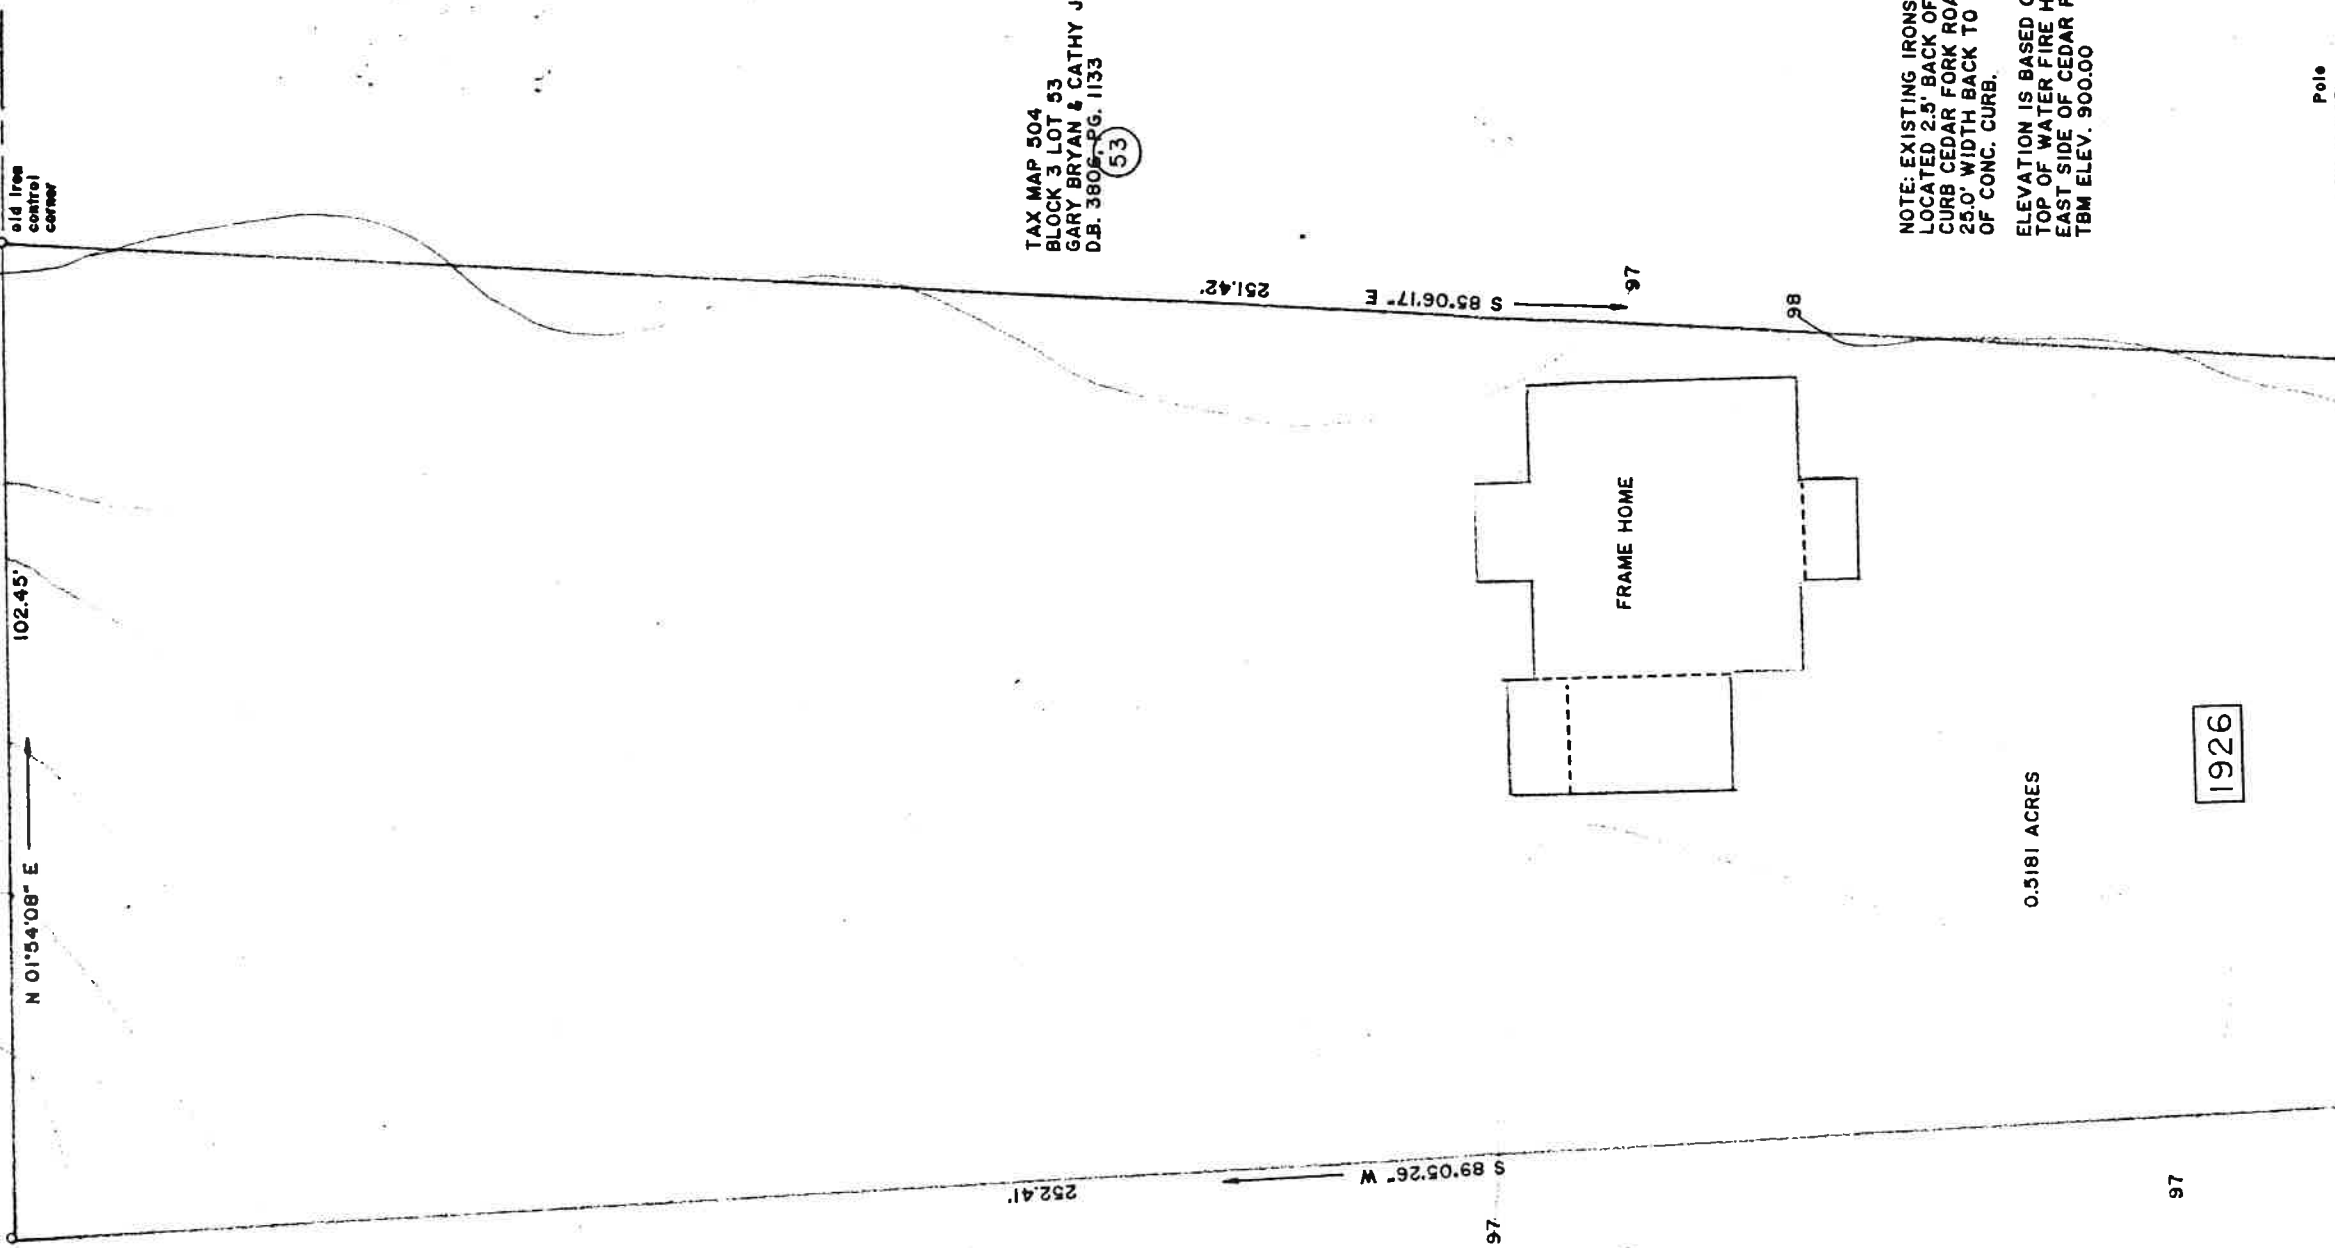 old iron
control
corner
102.45'
N 01°54'08" E
TAX MAP 504
BLOCK 3 LOT 53
GARY BRYAN & CATHY J
D.B. 3806, PG. 1133
53
251.42'
S 85°06'17" E
97
98
FRAME HOME
NOTE: EXISTING IRONS
LOCATED 2.5' BACK OF
CURB CEDAR FORK ROA
25.0' WIDTH BACK TO
OF CONC. CURB.
ELEVATION IS BASED O
TOP OF WATER FIRE H
EAST SIDE OF CEDAR F
TBM ELEV. 900.00
Pole
0.5181 ACRES
1926
252.41'
S 89°05'26" W
97
97